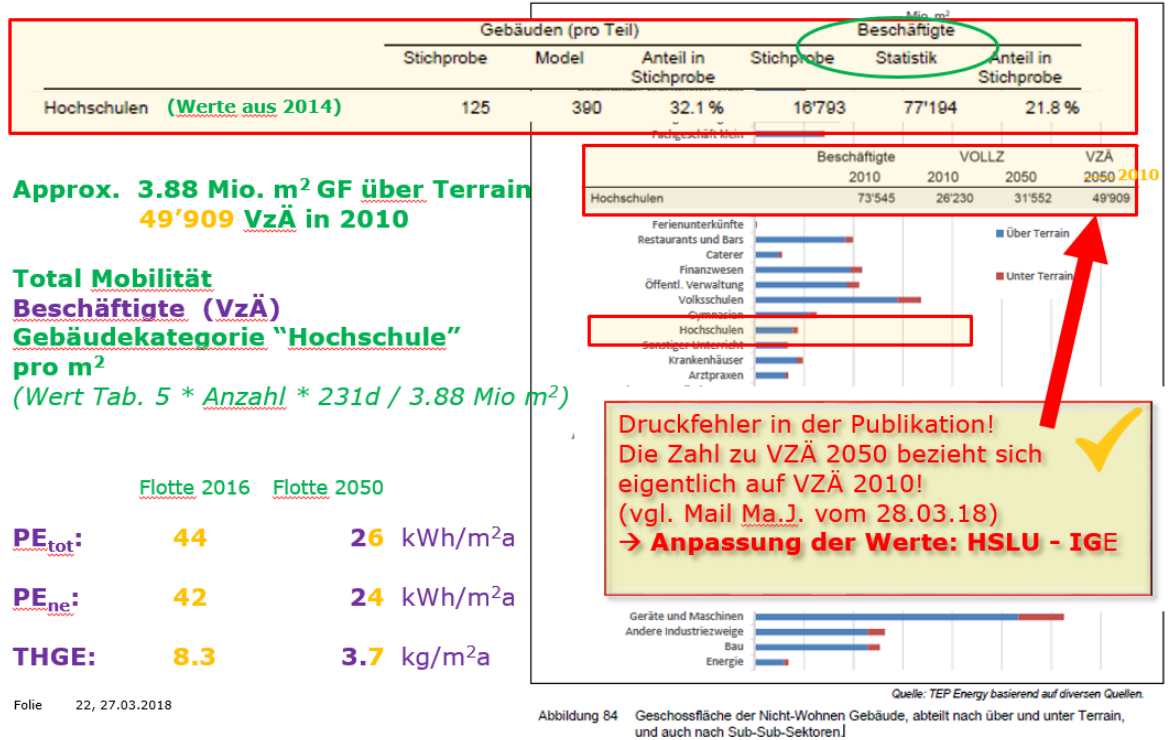 Mio. m²
Gebäuden (pro Teil) Beschäftigte
Stichprobe Model Anteil in Stichprobe Stichprobe Statistik Anteil in Stichprobe
Hochschulen (Werte aus 2014) 125 390 32.1 % 16'793 77'194 21.8 %
Fachgeschäft klein
Beschäftigte VOLLZ VZÄ
2010 2010 2050 2050 2010
Hochschulen 73'545 26'230 31'552 49'909
Approx. 3.88 Mio. m² GF über Terrain
49’909 VzÄ in 2010
Total Mobilität
Beschäftigte (VzÄ)
Gebäudekategorie “Hochschule”
pro m²
(Wert Tab. 5 * Anzahl * 231d / 3.88 Mio m²)
Ferienunterkünfte
Restaurants und Bars
Caterer
Finanzwesen
Öffentl. Verwaltung
Volksschulen
Gymnasien
Hochschulen
Sonstiger Unterricht
Krankenhäuser
Arztpraxen
Über Terrain
Unter Terrain
Druckfehler in der Publikation!
Die Zahl zu VZÄ 2050 bezieht sich
eigentlich auf VZÄ 2010!
(vgl. Mail Ma.J. vom 28.03.18)
→ Anpassung der Werte: HSLU - IGE
Flotte 2016 Flotte 2050
PEtot: 44 26 kWh/m²a
PEne: 42 24 kWh/m²a
THGE: 8.3 3.7 kg/m²a
Geräte und Maschinen
Andere Industriezweige
Bau
Energie
Folie 22, 27.03.2018
Quelle: TEP Energy basierend auf diversen Quellen.
Abbildung 84 Geschossfläche der Nicht-Wohnen Gebäude, abteilt nach über und unter Terrain,
und auch nach Sub-Sub-Sektoren.